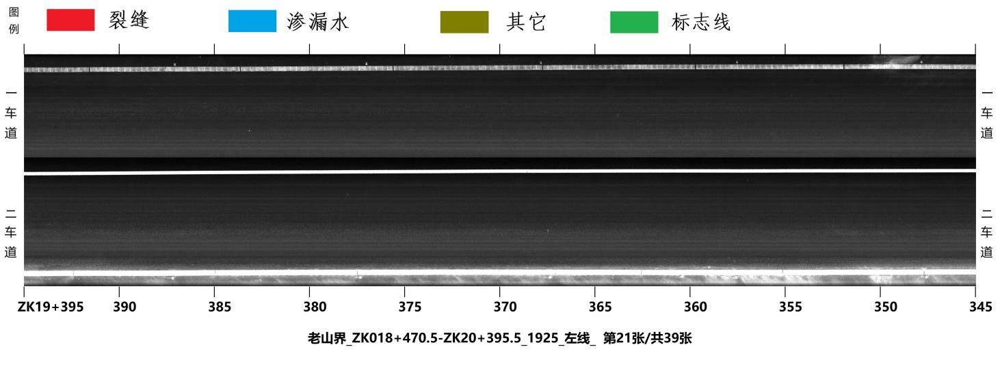 图例 裂缝 渗漏水 其它 标志线
一车道 一车道
二车道 二车道
ZK19+395 390 385 380 375 370 365 360 355 350 345
老山界_ZK018+470.5-ZK20+395.5_1925_左线_ 第21张/共39张